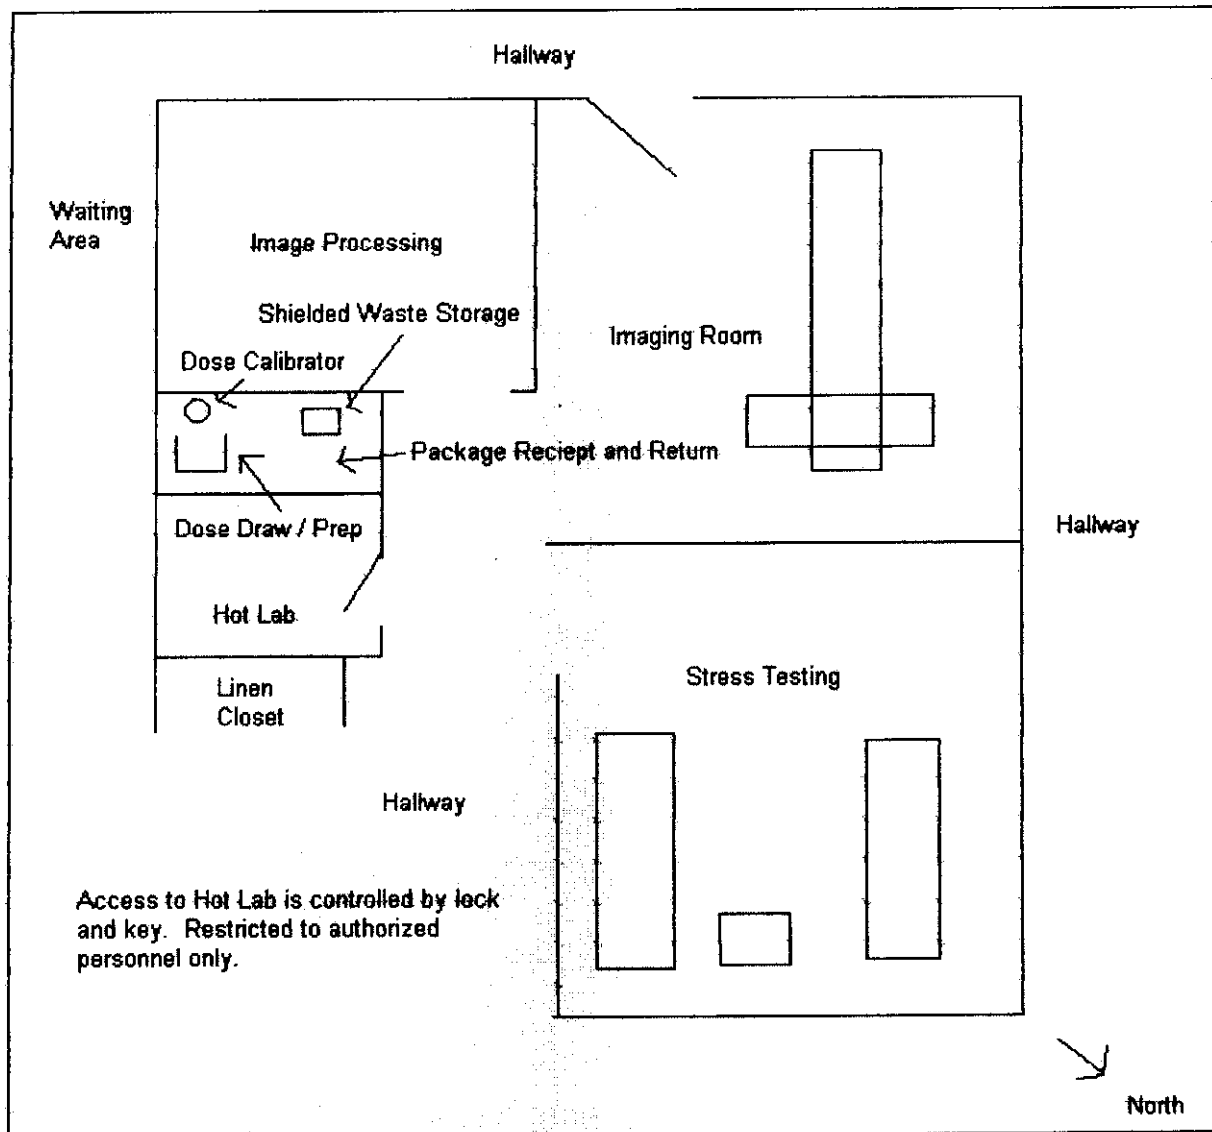 Hallway
Waiting
Area
Image Processing
Shielded Waste Storage
Imaging Room
Dose Calibrator
Package Reciept and Return
Dose Draw / Prep
Hallway
Hot Lab
Linen
Closet
Stress Testing
Hallway
Access to Hot Lab is controlled by lock
and key. Restricted to authorized
personnel only.
North